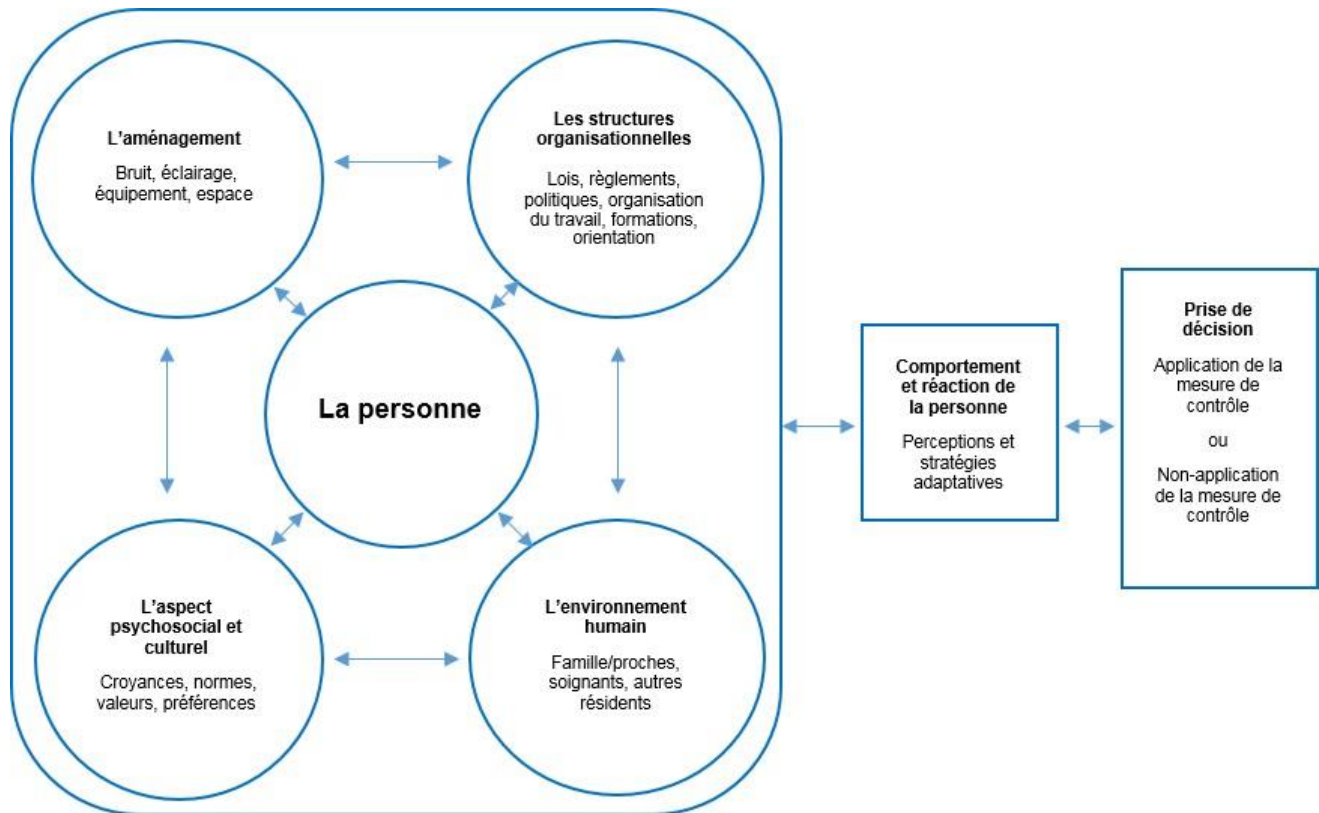 L'aménagement
Bruit, éclairage,
équipement, espace
Les structures
organisationnelles
Lois, règlements,
politiques, organisation
du travail, formations,
orientation
La personne
L'aspect
psychosocial et
culturel
Croyances, normes,
valeurs, préférences
L'environnement
humain
Famille/proches,
soignants, autres
résidents
Comportement
et réaction de
la personne
Perceptions et
stratégies
adaptatives
Prise de
décision
Application de la
mesure de
contrôle
ou
Non-application
de la mesure de
contrôle